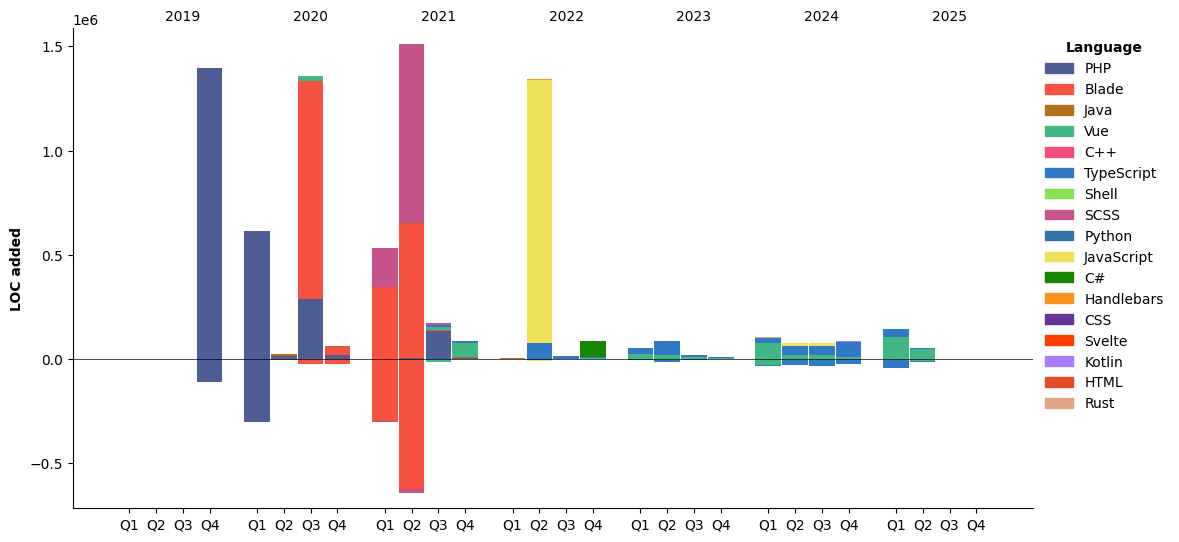 1e6
2019 2020 2021 2022 2023 2024 2025
1.5
1.0
0.5
0.0
−0.5
LOC added
Q1 Q2 Q3 Q4 Q1 Q2 Q3 Q4 Q1 Q2 Q3 Q4 Q1 Q2 Q3 Q4 Q1 Q2 Q3 Q4 Q1 Q2 Q3 Q4 Q1 Q2 Q3 Q4
Language
PHP
Blade
Java
Vue
C++
TypeScript
Shell
SCSS
Python
JavaScript
C#
Handlebars
CSS
Svelte
Kotlin
HTML
Rust